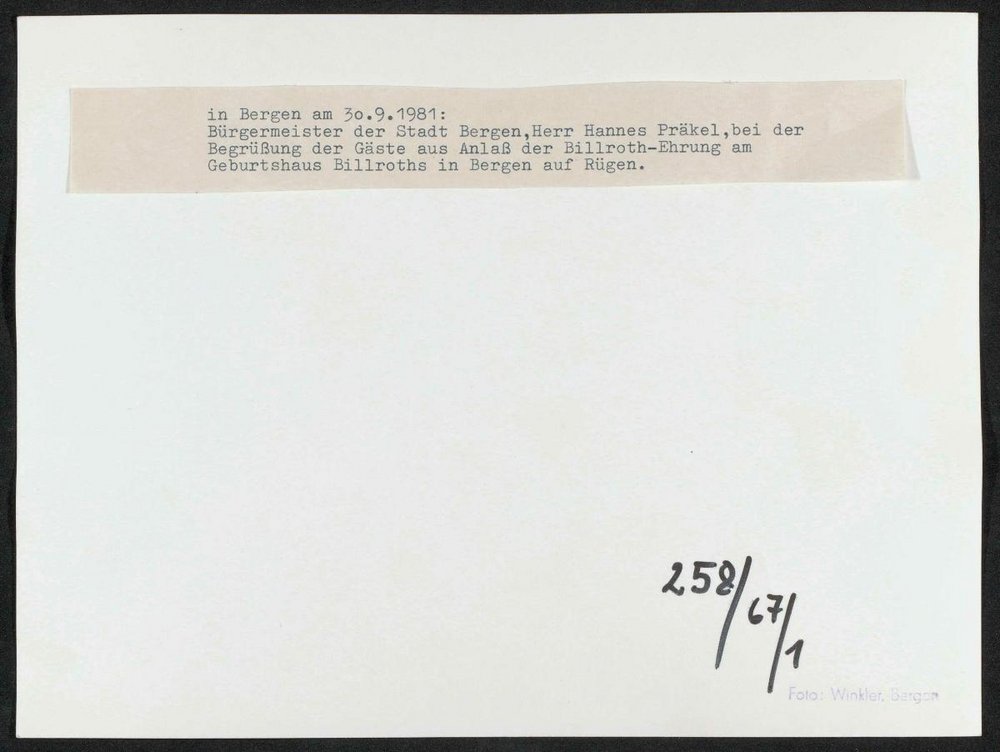 in Bergen am 3o.9.1981:
Bürgermeister der Stadt Bergen,Herr Hannes Präkel,bei der
Begrüßung der Gäste aus Anlaß der Billroth-Ehrung am
Geburtshaus Billroths in Bergen auf Rügen.
258/67/1
Foto: Winkler, Bergen